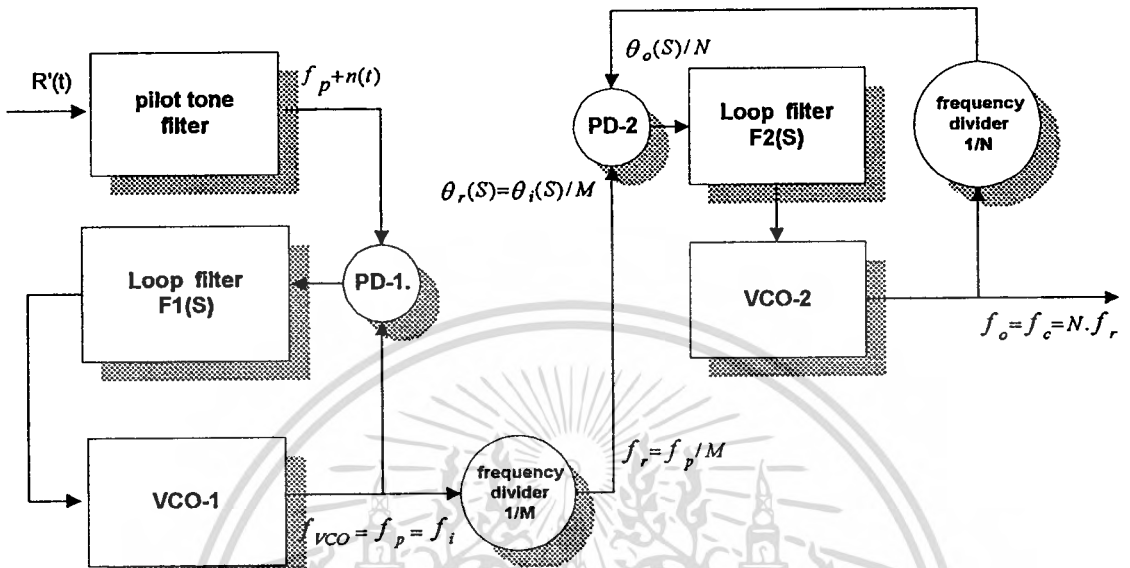 R'(t)
pilot tone
filter
f_p+n(t)
Loop filter
F1(S)
PD-1.
VCO-1
f_VCO=f_p=f_i
frequency
divider
1/M
f_r=f_p/M
θ_r(S)=θ_i(S)/M
θ_o(S)/N
PD-2
Loop filter
F2(S)
VCO-2
frequency
divider
1/N
f_o=f_c=N.f_r